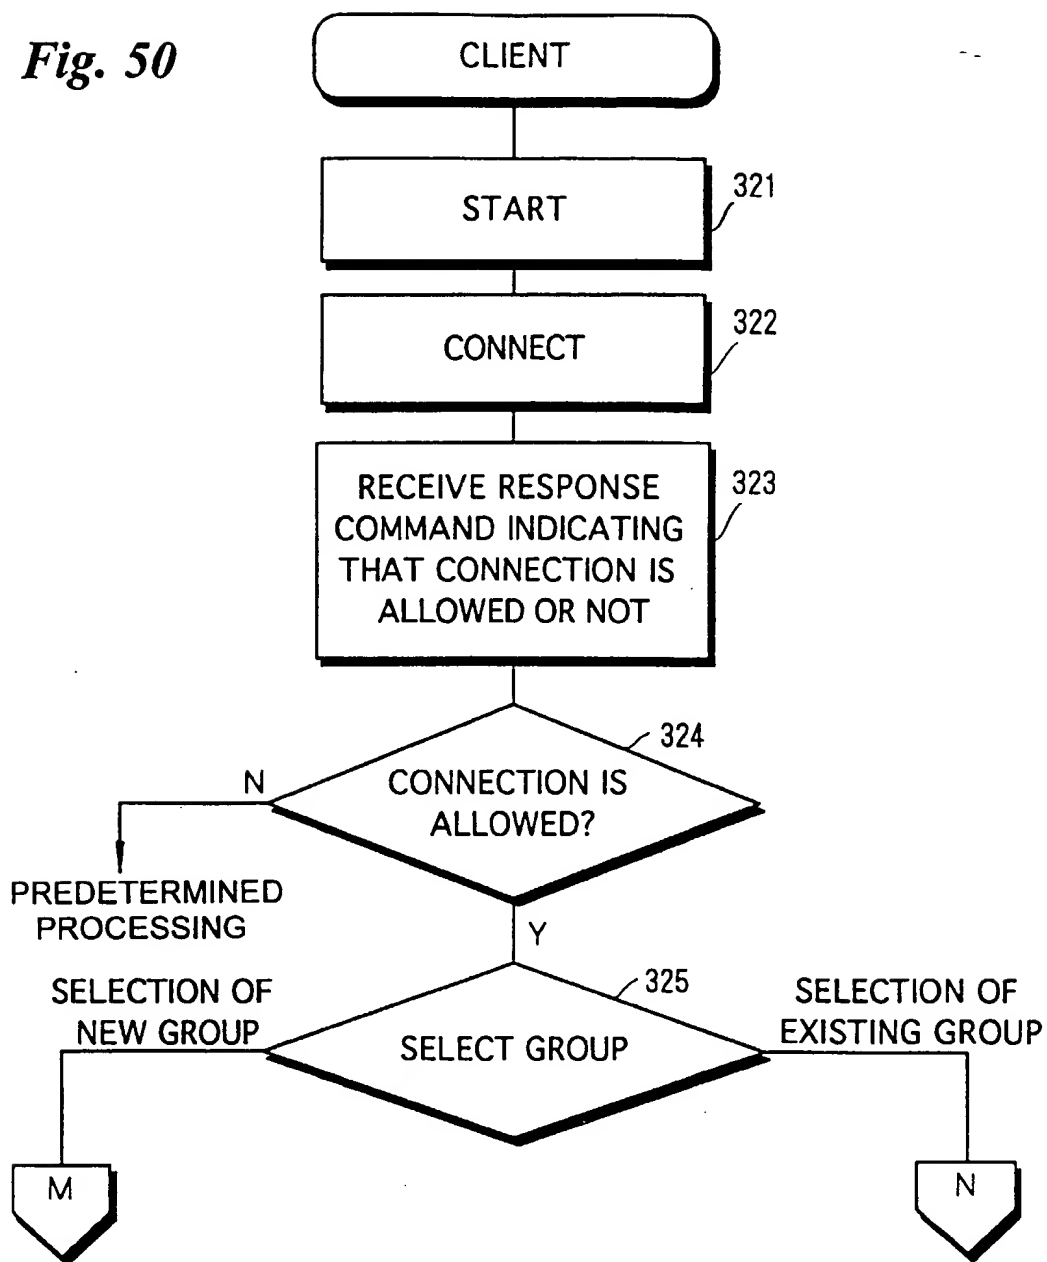 Fig. 50
CLIENT
START
321
CONNECT
322
RECEIVE RESPONSE
COMMAND INDICATING
THAT CONNECTION IS
ALLOWED OR NOT
323
324
N
CONNECTION IS
ALLOWED?
PREDETERMINED
PROCESSING
Y
SELECTION OF
NEW GROUP
325
SELECT GROUP
SELECTION OF
EXISTING GROUP
M
N